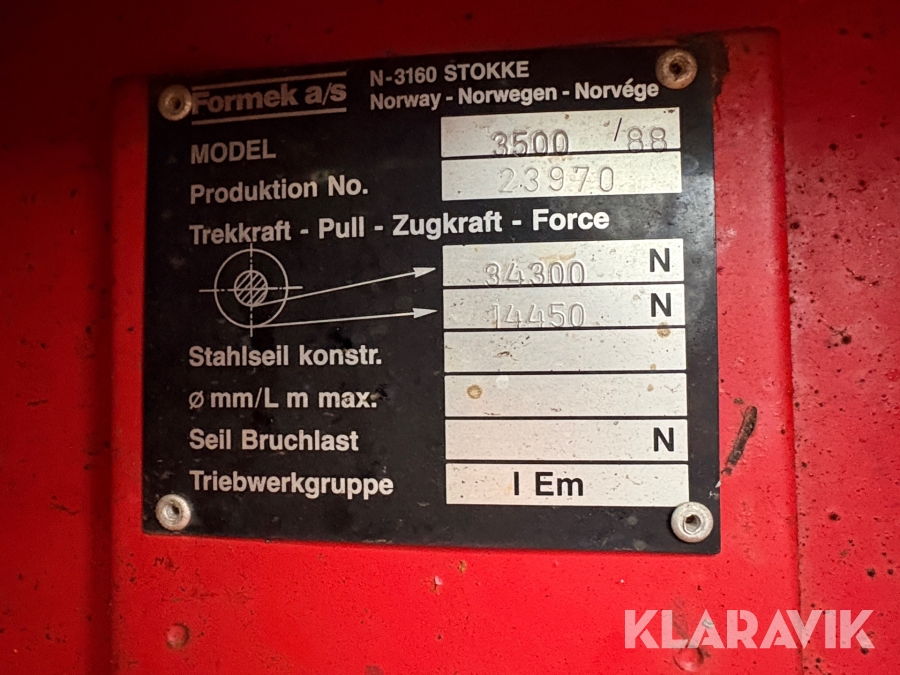 Formek a/s
N-3160 STOKKE
Norway - Norwegen - Norvége
MODEL 3500 /88
Produktion No. 23970
Trekkraft - Pull - Zugkraft - Force
34300 N
14450 N
Stahlseil konstr.
ø mm/L m max.
Seil Bruchlast N
Triebwerkgruppe I Em
KLARAVIK